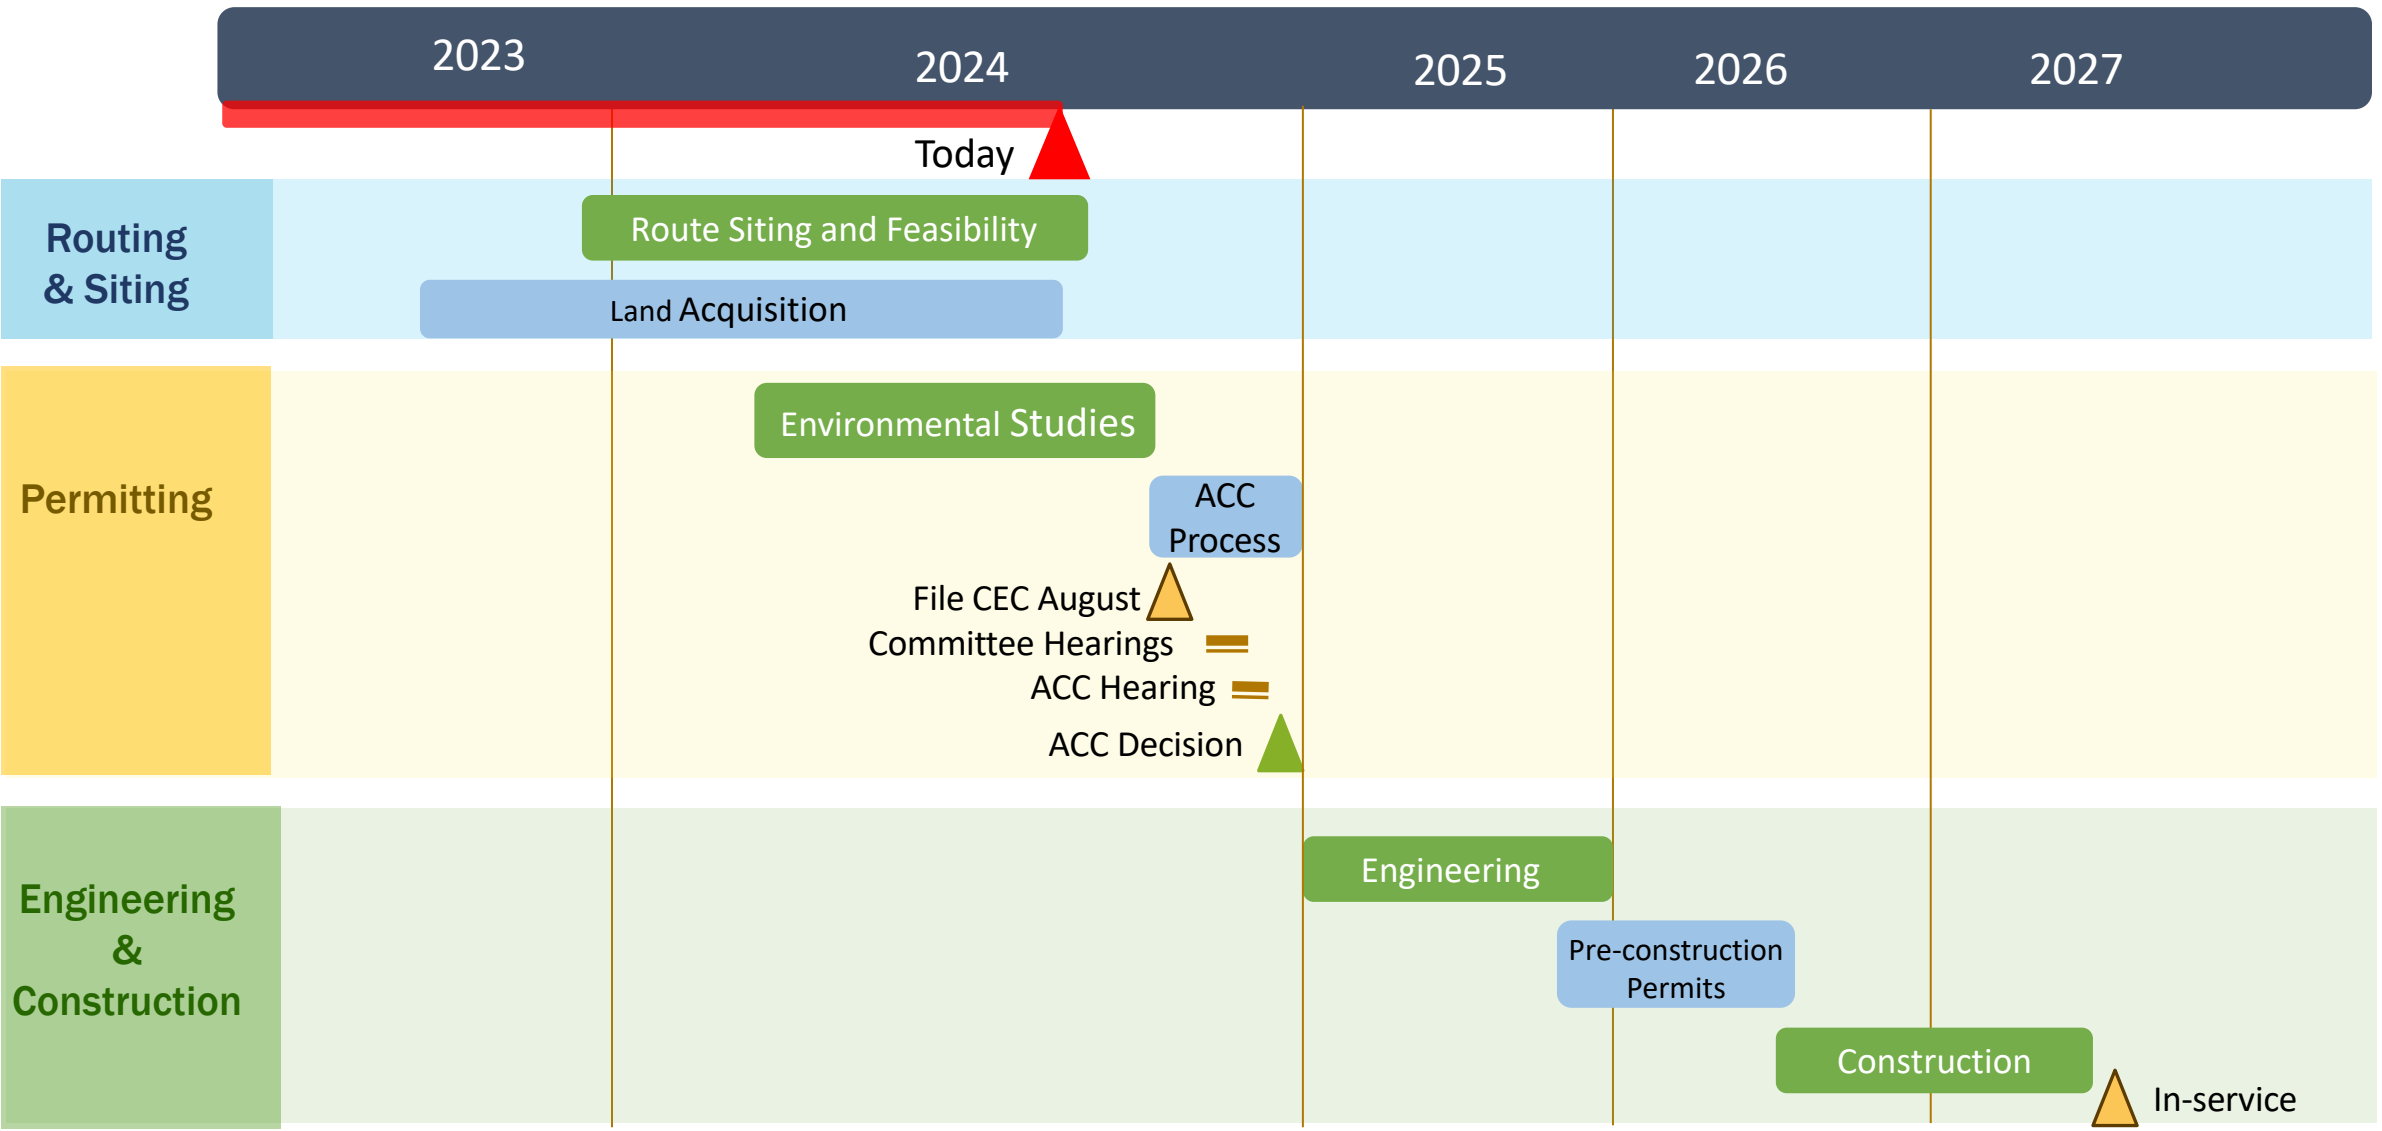 2023
2024
2025
2026
2027
Today
Routing
& Siting
Route Siting and Feasibility
Land Acquisition
Permitting
Environmental Studies
ACC
Process
File CEC August
Committee Hearings
ACC Hearing
ACC Decision
Engineering
&
Construction
Engineering
Pre-construction
Permits
Construction
In-service